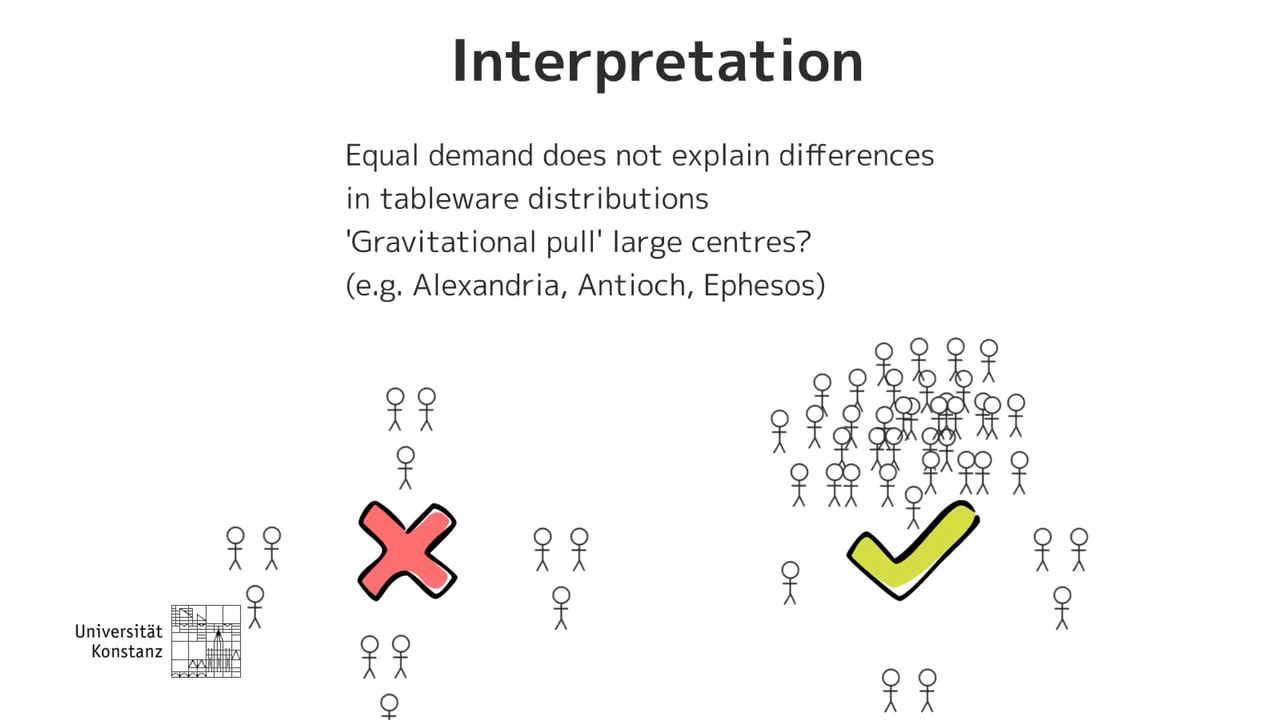 Interpretation
Equal demand does not explain differences
in tableware distributions
'Gravitational pull' large centres?
(e.g. Alexandria, Antioch, Ephesos)
Universität
Konstanz